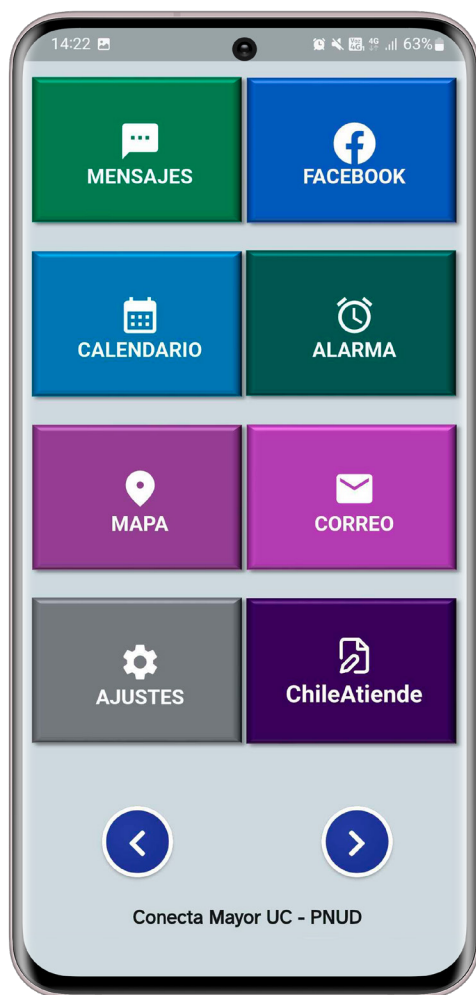 14:22 63%
MENSAJES FACEBOOK
CALENDARIO ALARMA
MAPA CORREO
AJUSTES ChileAtiende
Conecta Mayor UC - PNUD